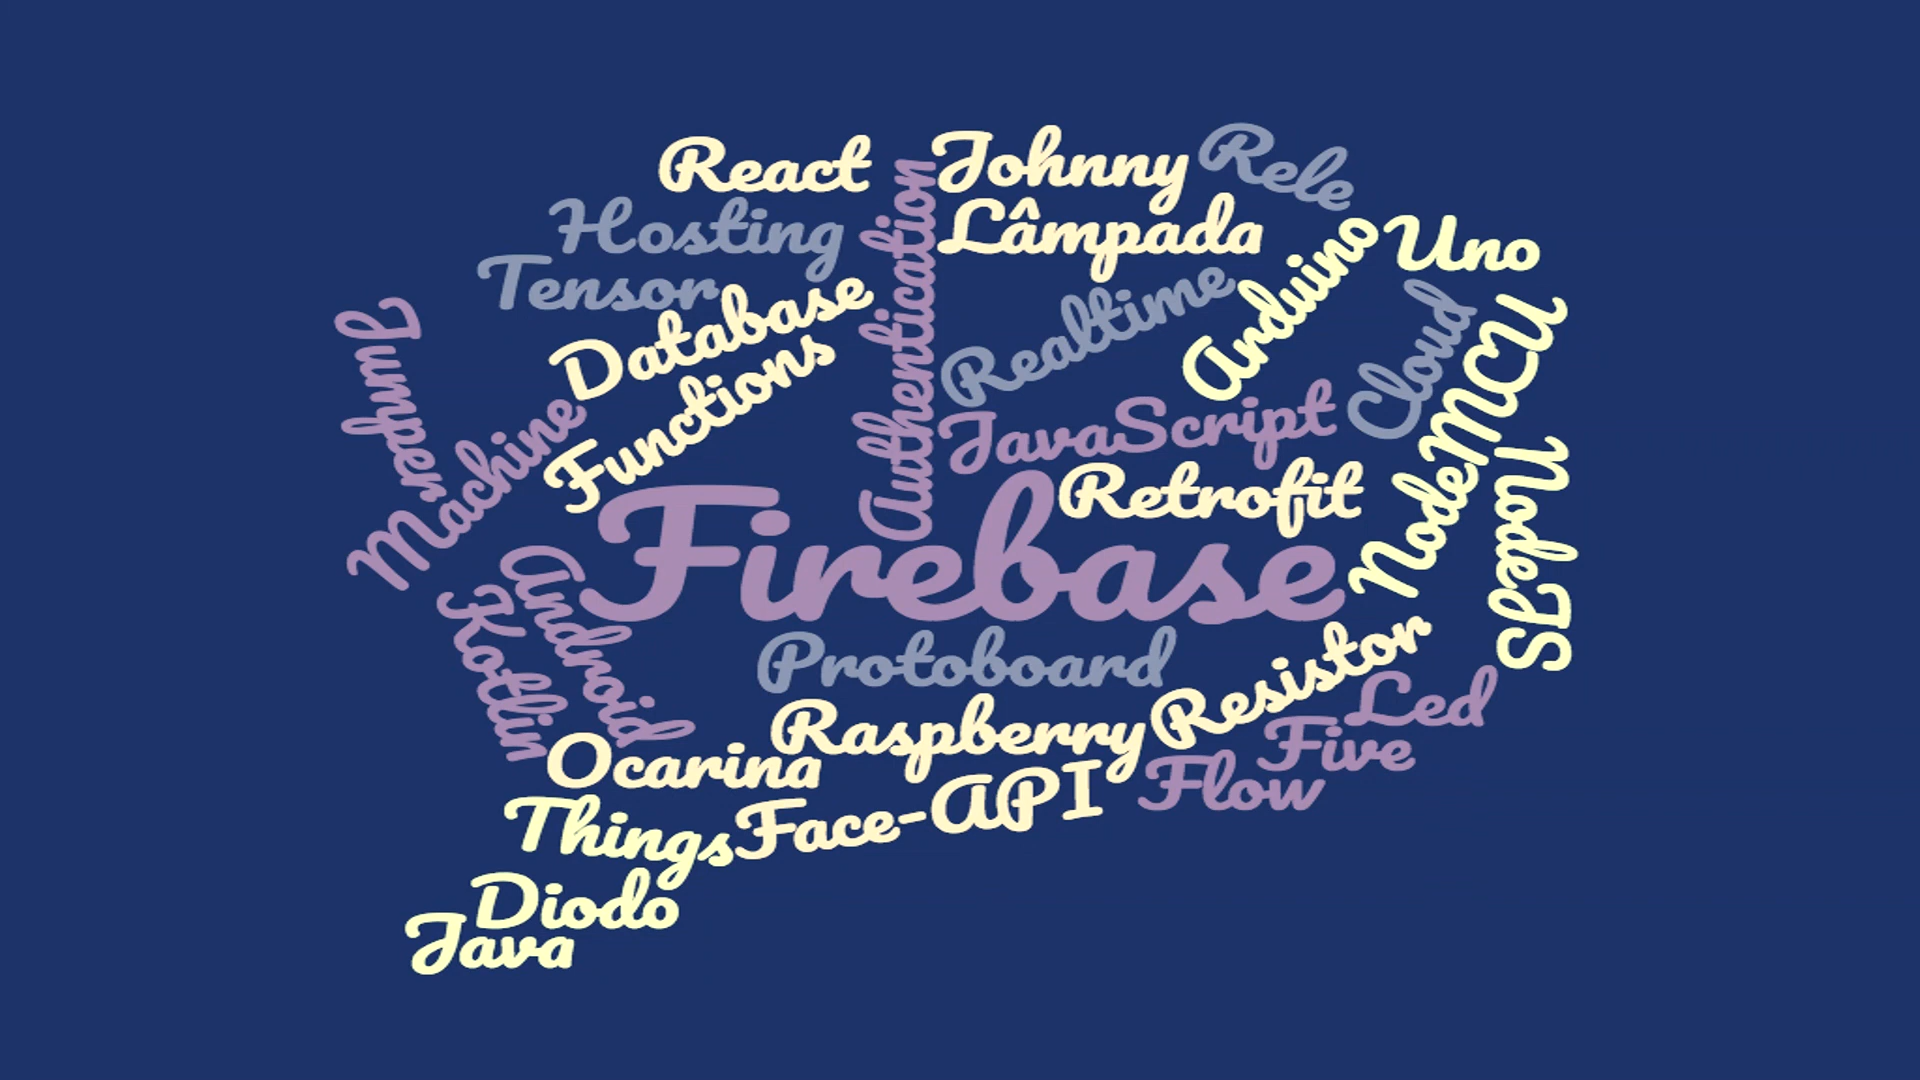 React
Johnny
Rele
Hosting
Lâmpada
Uno
Tensor
Authentication
Arduino
Realtime
Cloud
Database
Jumper
NodeMCU
Functions
JavaScript
Machine
Retrofit
NodeJS
Firebase
Android
Kotlin
Protoboard
Resistor
Led
Raspberry
Five
Ocarina
Flow
Things
Face-API
Diodo
Java